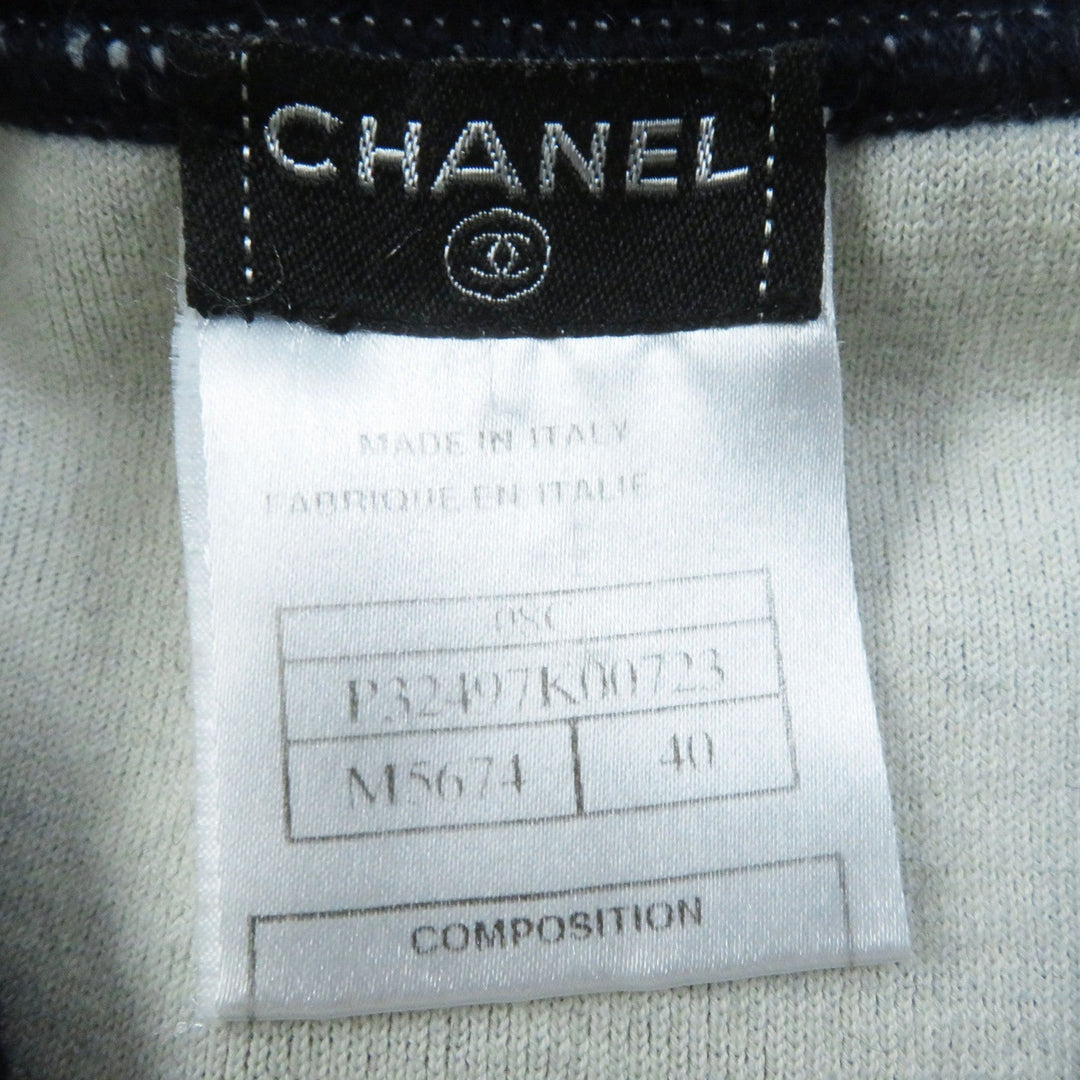 CHANEL
MADE IN ITALY
FABRIQUE EN ITALIE
08C
P32497K00723
M5674 40
COMPOSITION